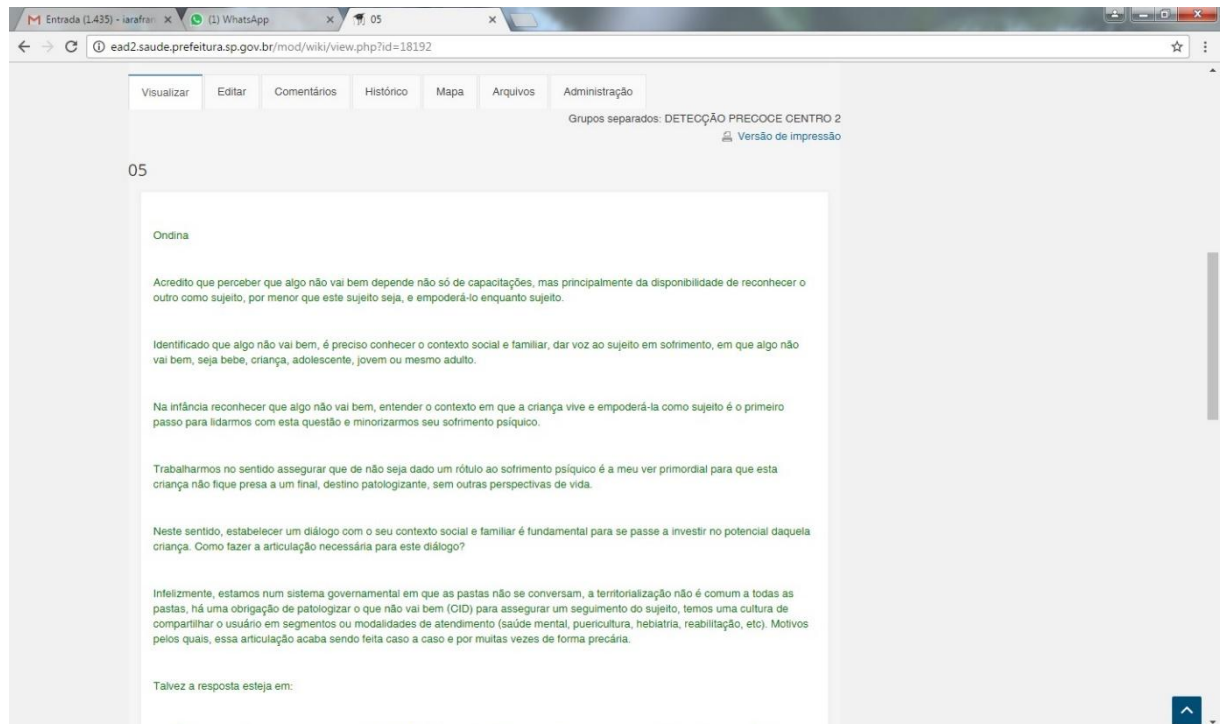 Entrada (1.435) - iarafran
(1) WhatsApp
05
ead2.saude.prefeitura.sp.gov.br/mod/wiki/view.php?id=18192
Visualizar Editar Comentários Histórico Mapa Arquivos Administração
Grupos separados: DETECÇÃO PRECOCE CENTRO 2
Versão de impressão
05
Ondina
Acredito que perceber que algo não vai bem depende não só de capacitações, mas principalmente da disponibilidade de reconhecer o
outro como sujeito, por menor que este sujeito seja, e empoderá-lo enquanto sujeito.
Identificado que algo não vai bem, é preciso conhecer o contexto social e familiar, dar voz ao sujeito em sofrimento, em que algo não
vai bem, seja bebe, criança, adolescente, jovem ou mesmo adulto.
Na infância reconhecer que algo não vai bem, entender o contexto em que a criança vive e empoderá-la como sujeito é o primeiro
passo para lidarmos com esta questão e minorizarmos seu sofrimento psíquico.
Trabalharmos no sentido assegurar que de não seja dado um rótulo ao sofrimento psíquico é a meu ver primordial para que esta
criança não fique presa a um final, destino patologizante, sem outras perspectivas de vida.
Neste sentido, estabelecer um diálogo com o seu contexto social e familiar é fundamental para se passe a investir no potencial daquela
criança. Como fazer a articulação necessária para este diálogo?
Infelizmente, estamos num sistema governamental em que as pastas não se conversam, a territorialização não é comum a todas as
pastas, há uma obrigação de patologizar o que não vai bem (CID) para assegurar um seguimento do sujeito, temos uma cultura de
compartilhar o usuário em segmentos ou modalidades de atendimento (saúde mental, puericultura, hebiatria, reabilitação, etc). Motivos
pelos quais, essa articulação acaba sendo feita caso a caso e por muitas vezes de forma precária.
Talvez a resposta esteja em: